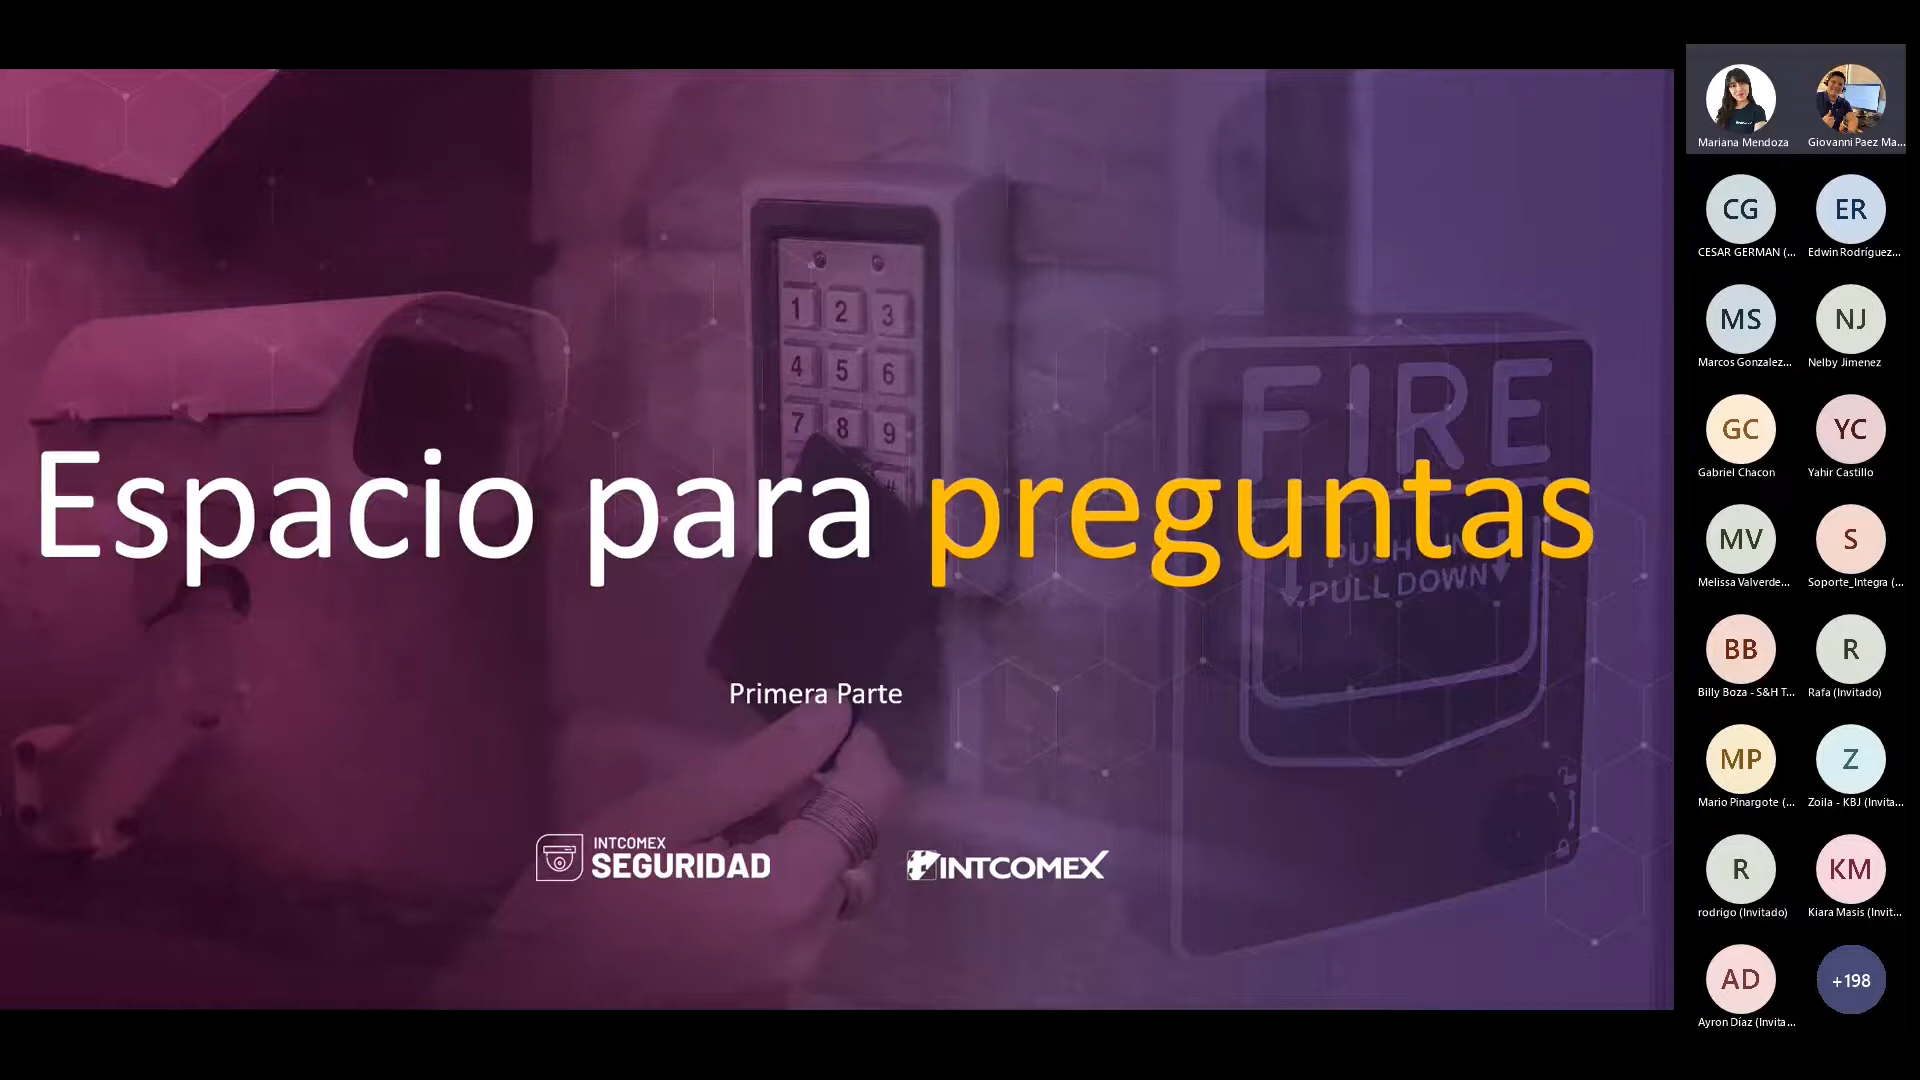 Espacio para preguntas
Primera Parte
INTCOMEX
SEGURIDAD
INTCOMEX
1 2 3
4 5 6
7 8 9
#
FIRE
PUSH IN
PULL DOWN
Mariana Mendoza
Giovanni Paez Ma...
CG
CESAR GERMAN (...
ER
Edwin Rodríguez...
MS
Marcos Gonzalez...
NJ
Nelby Jimenez
GC
Gabriel Chacon
YC
Yahir Castillo
MV
Melissa Valverde...
S
Soporte_Integra (...
BB
Billy Boza - S&H T...
R
Rafa (Invitado)
MP
Mario Pinargote (...
Z
Zoila - KBJ (Invita...
R
rodrigo (Invitado)
KM
Kiara Masis (Invit...
AD
Ayron Díaz (Invita...
+198